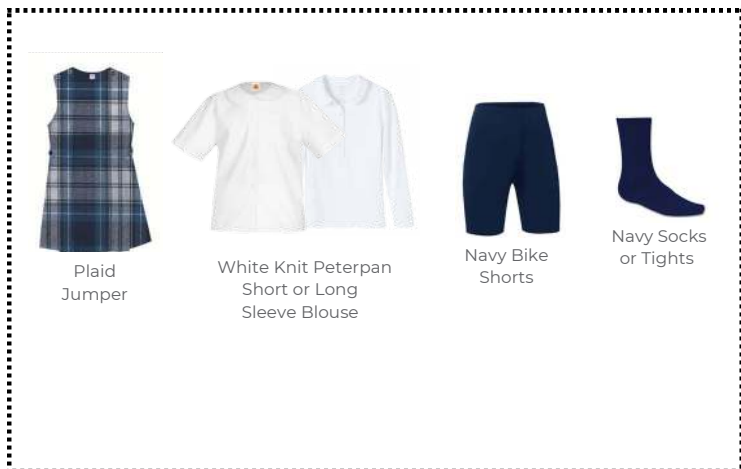 Plaid
Jumper
White Knit Peterpan
Short or Long
Sleeve Blouse
Navy Bike
Shorts
Navy Socks
or Tights